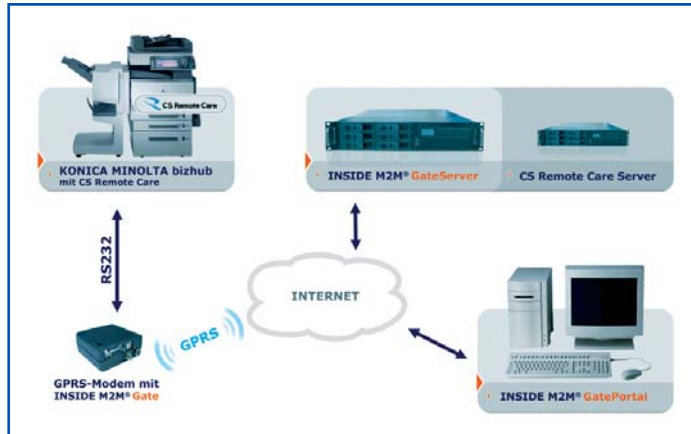 CS Remote Care
KONICA MINOLTA bizhub
mit CS Remote Care
INSIDE M2M® GateServer
CS Remote Care Server
RS232
INTERNET
GPRS
GPRS-Modem mit
INSIDE M2M® Gate
INSIDE M2M® GatePortal